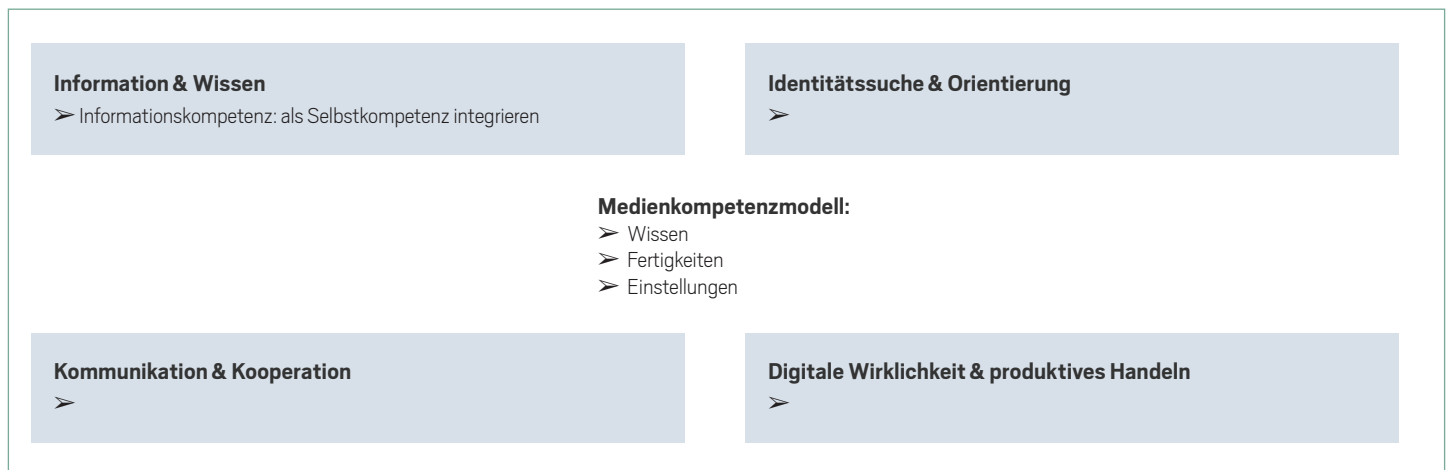 Information & Wissen
➢ Informationskompetenz: als Selbstkompetenz integrieren
Identitätssuche & Orientierung
➢
Medienkompetenzmodell:
➢ Wissen
➢ Fertigkeiten
➢ Einstellungen
Kommunikation & Kooperation
➢
Digitale Wirklichkeit & produktives Handeln
➢